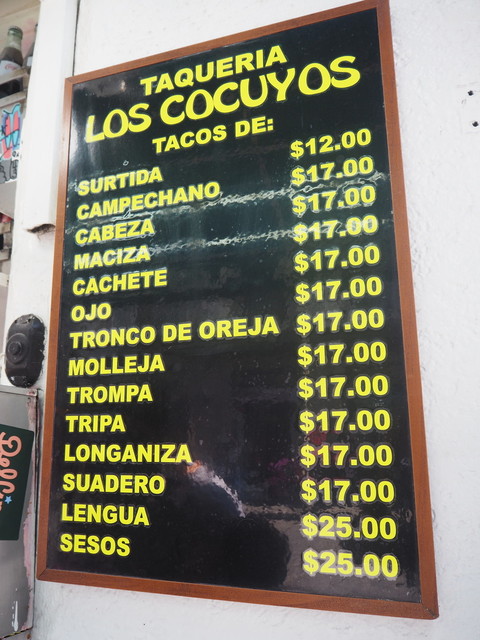 TAQUERIA
LOS COCUYOS
TACOS DE:
SURTIDA $12.00
CAMPECHANO $17.00
CABEZA $17.00
MACIZA $17.00
CACHETE $17.00
OJO $17.00
TRONCO DE OREJA $17.00
MOLLEJA $17.00
TROMPA $17.00
TRIPA $17.00
LONGANIZA $17.00
SUADERO $17.00
LENGUA $25.00
SESOS $25.00